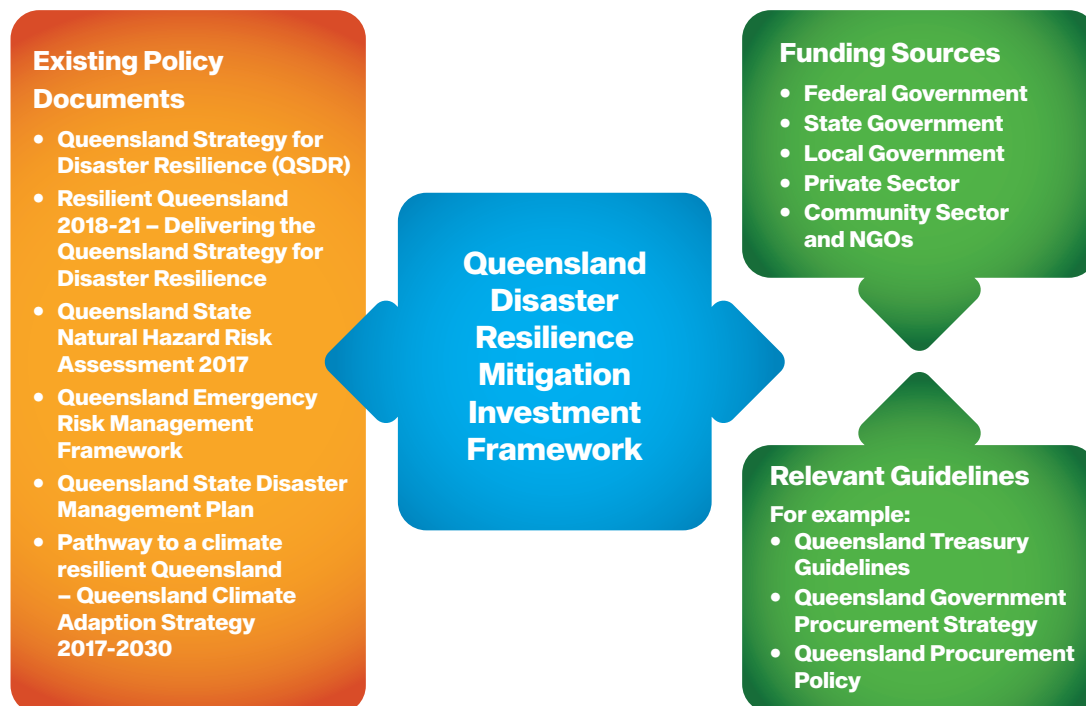 Existing Policy
Documents
• Queensland Strategy for
Disaster Resilience (QSDR)
• Resilient Queensland
2018-21 – Delivering the
Queensland Strategy for
Disaster Resilience
• Queensland State
Natural Hazard Risk
Assessment 2017
• Queensland Emergency
Risk Management
Framework
• Queensland State Disaster
Management Plan
• Pathway to a climate
resilient Queensland
– Queensland Climate
Adaption Strategy
2017-2030
Queensland
Disaster
Resilience
Mitigation
Investment
Framework
Funding Sources
• Federal Government
• State Government
• Local Government
• Private Sector
• Community Sector
and NGOs
Relevant Guidelines
For example:
• Queensland Treasury
Guidelines
• Queensland Government
Procurement Strategy
• Queensland Procurement
Policy